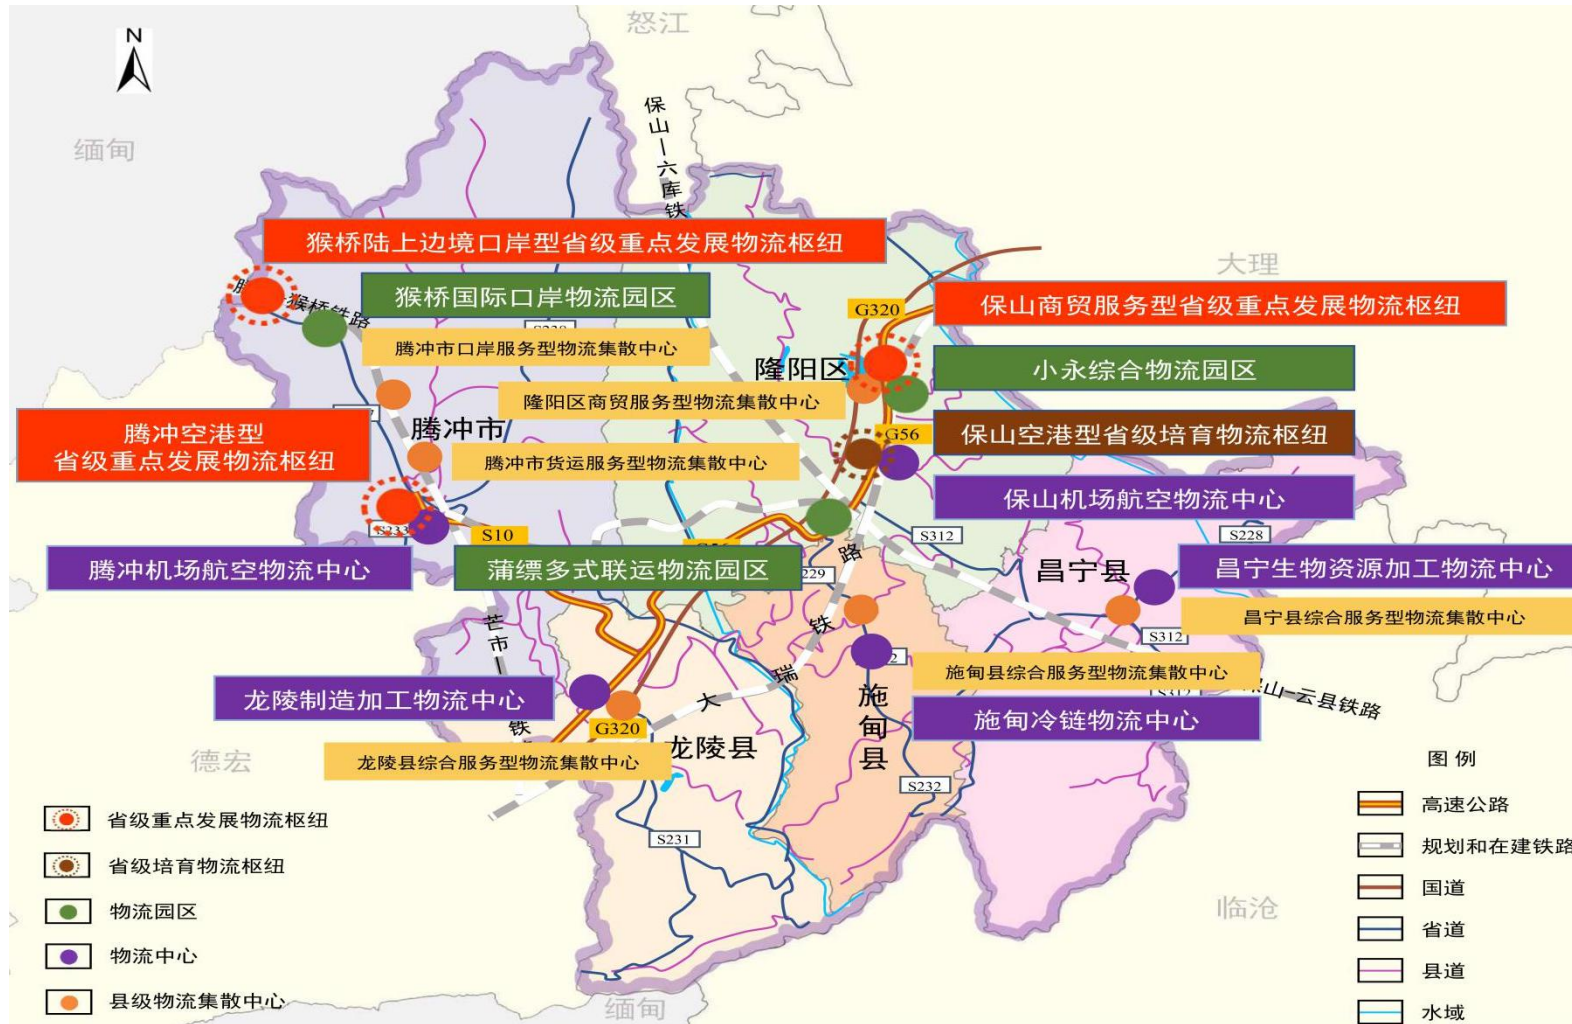 怒江
N
缅甸
保山—六库铁
猴桥陆上边境口岸型省级重点发展物流枢纽
大理
猴桥国际口岸物流园区
猴桥铁路
G320
保山商贸服务型省级重点发展物流枢纽
腾冲市口岸服务型物流集散中心
隆阳区
小永综合物流园区
隆阳区商贸服务型物流集散中心
腾冲空港型
省级重点发展物流枢纽
腾冲市
G56
保山空港型省级培育物流枢纽
腾冲市货运服务型物流集散中心
保山机场航空物流中心
S233
S10
S312
S228
腾冲机场航空物流中心
蒲缥多式联运物流园区
路
昌宁县
昌宁生物资源加工物流中心
229
昌宁县综合服务型物流集散中心
芒市—
铁
S312
施甸县综合服务型物流集散中心
瑞
大
龙陵制造加工物流中心
铁
施甸县
施甸冷链物流中心
保山-云县铁路
G320
龙陵县
德宏
龙陵县综合服务型物流集散中心
S232
S231
图 例
省级重点发展物流枢纽
高速公路
省级培育物流枢纽
规划和在建铁路
物流园区
国道
临沧
物流中心
省道
县级物流集散中心
县道
缅甸
水域